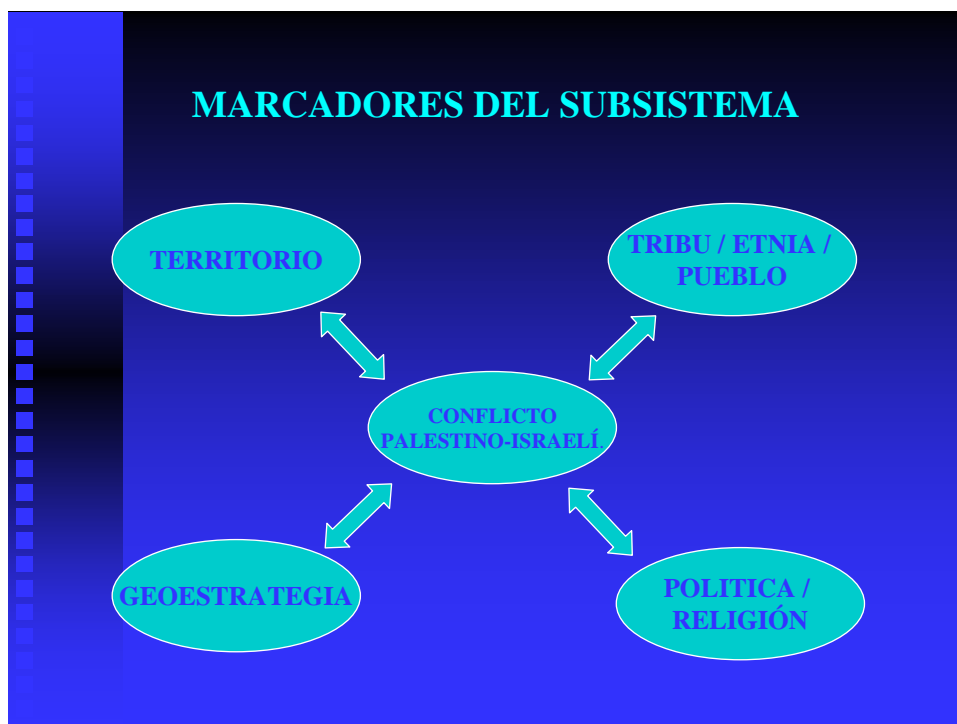 MARCADORES DEL SUBSISTEMA
TERRITORIO
TRIBU / ETNIA /
PUEBLO
CONFLICTO
PALESTINO-ISRAELÍ.
GEOESTRATEGIA
POLITICA /
RELIGIÓN